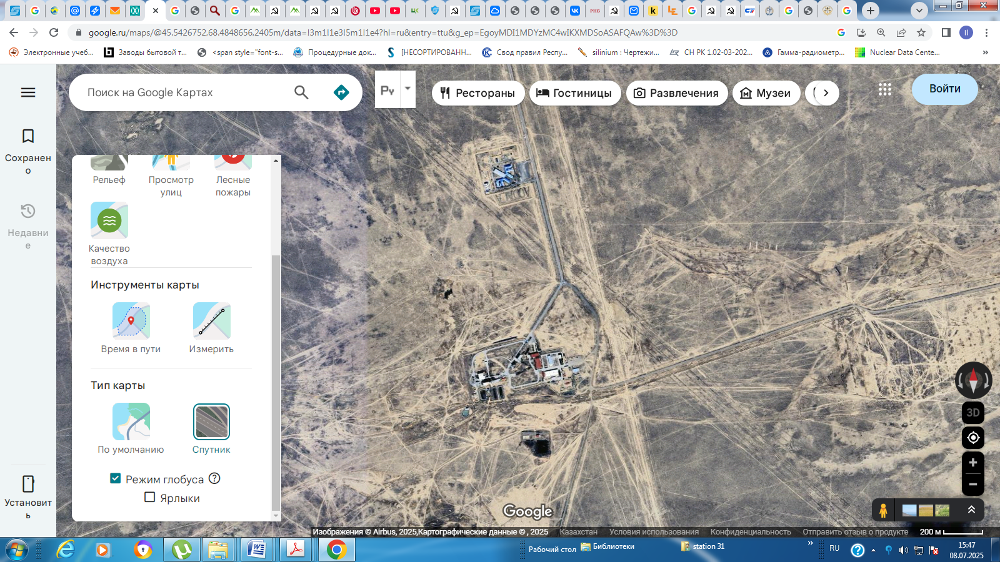 google.ru/maps/@45.5426752,68.4848656,2405m/data=!3m1!1e3!5m1!1e4?hl=ru&entry=ttu&g_ep=EgoyMDI1MDYzMC4wIKXMDSoASAFQAw%3D%3D
Электронные учеб...
Заводы бытовой т...
<span style="font-s...
Процедурные док...
[НЕСОРТИРОВАНН...
Свод правил Респу...
silinium : Чертежи...
СН РК 1.02-03-202...
Гамма-радиометр...
Nuclear Data Cente...
»
Поиск на Google Картах
Рестораны
Гостиницы
Развлечения
Музеи
Войти
Сохранен
о
Недавни
е
Установит
ь
Рельеф
Просмотр
улиц
Лесные
пожары
Качество
воздуха
Инструменты карты
Время в пути
Измерить
Тип карты
По умолчанию
Спутник
Режим глобуса
Ярлыки
3D
Google
Изображения © Airbus, 2025,Картографические данные © , 2025
Казахстан
Условия использования
Конфиденциальность
Отправить отзыв о продукте
200 м
Рабочий стол
Библиотеки
station 31
»
RU
15:47
08.07.2025